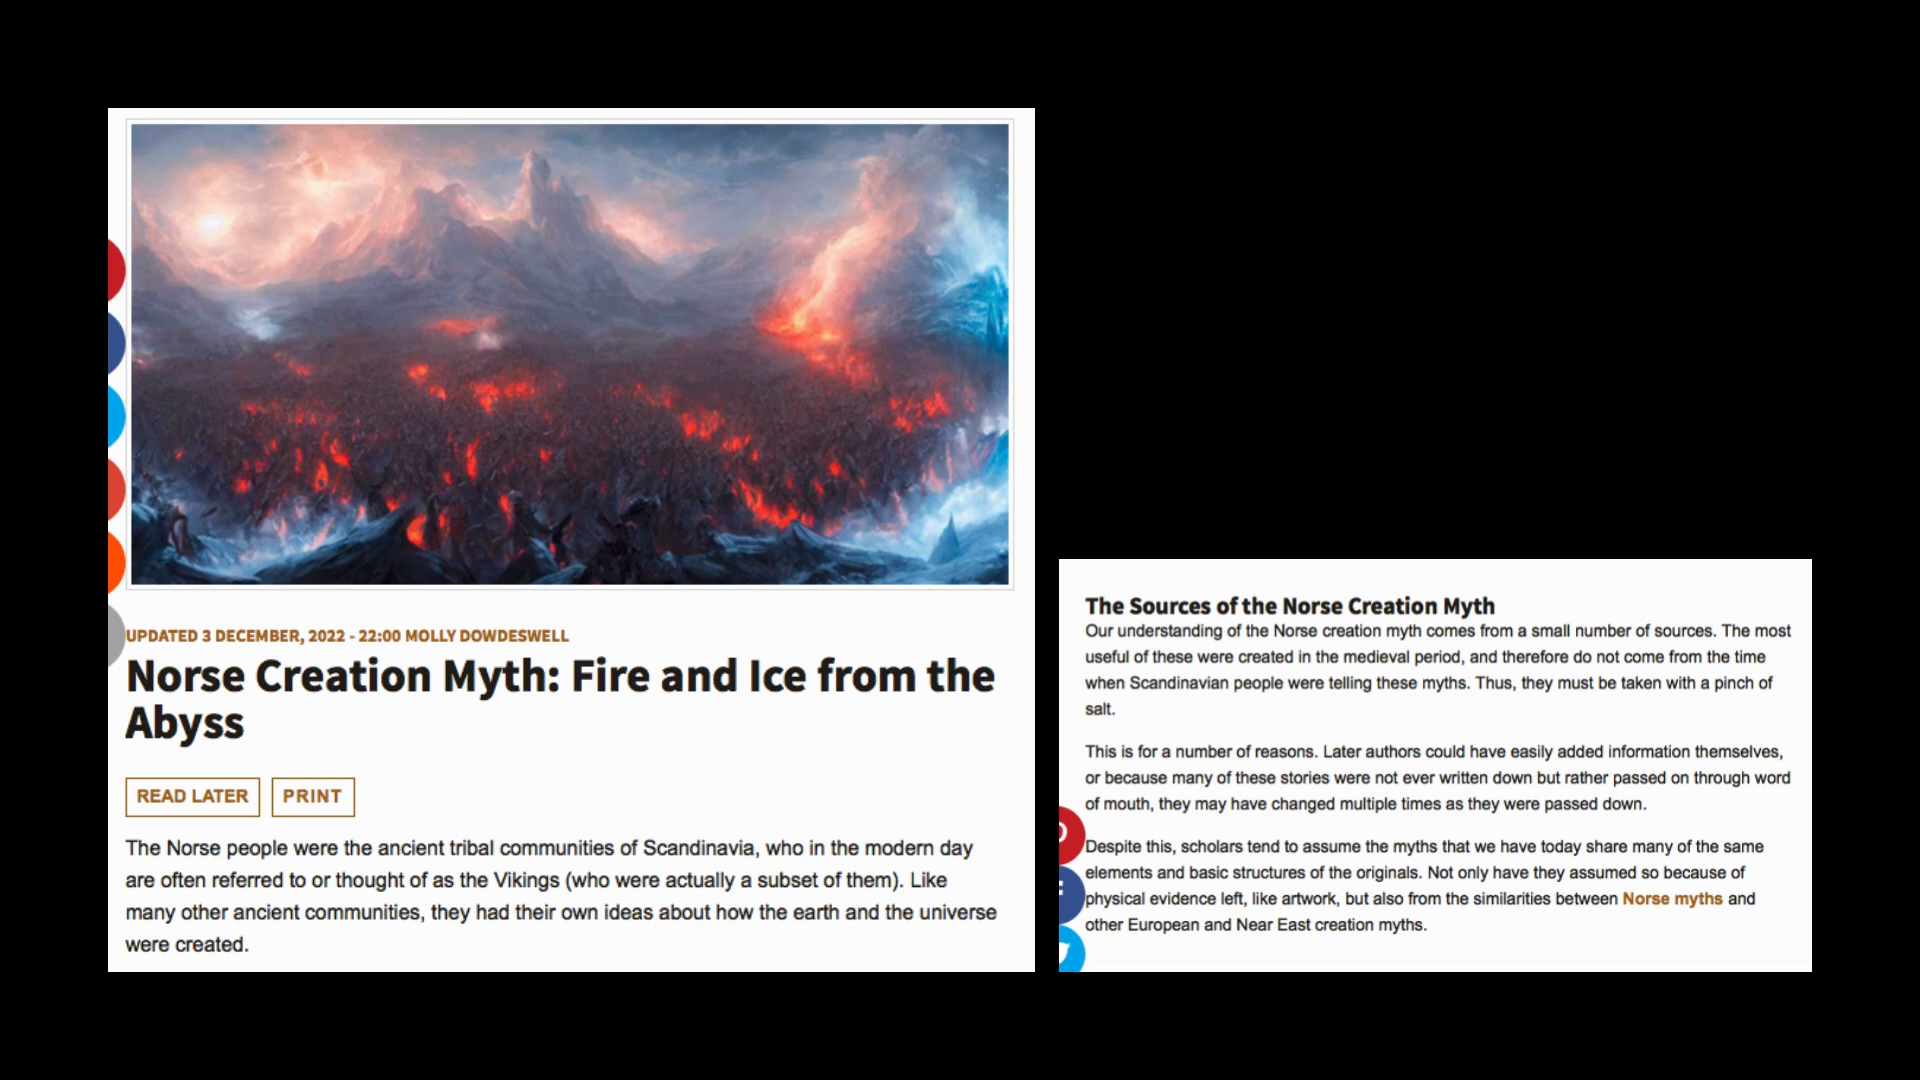 UPDATED 3 DECEMBER, 2022 - 22:00 MOLLY DOWDESWELL
Norse Creation Myth: Fire and Ice from the
Abyss
READ LATER
PRINT
The Norse people were the ancient tribal communities of Scandinavia, who in the modern day
are often referred to or thought of as the Vikings (who were actually a subset of them). Like
many other ancient communities, they had their own ideas about how the earth and the universe
were created.
The Sources of the Norse Creation Myth
Our understanding of the Norse creation myth comes from a small number of sources. The most
useful of these were created in the medieval period, and therefore do not come from the time
when Scandinavian people were telling these myths. Thus, they must be taken with a pinch of
salt.
This is for a number of reasons. Later authors could have easily added information themselves,
or because many of these stories were not ever written down but rather passed on through word
of mouth, they may have changed multiple times as they were passed down.
Despite this, scholars tend to assume the myths that we have today share many of the same
elements and basic structures of the originals. Not only have they assumed so because of
physical evidence left, like artwork, but also from the similarities between Norse myths and
other European and Near East creation myths.